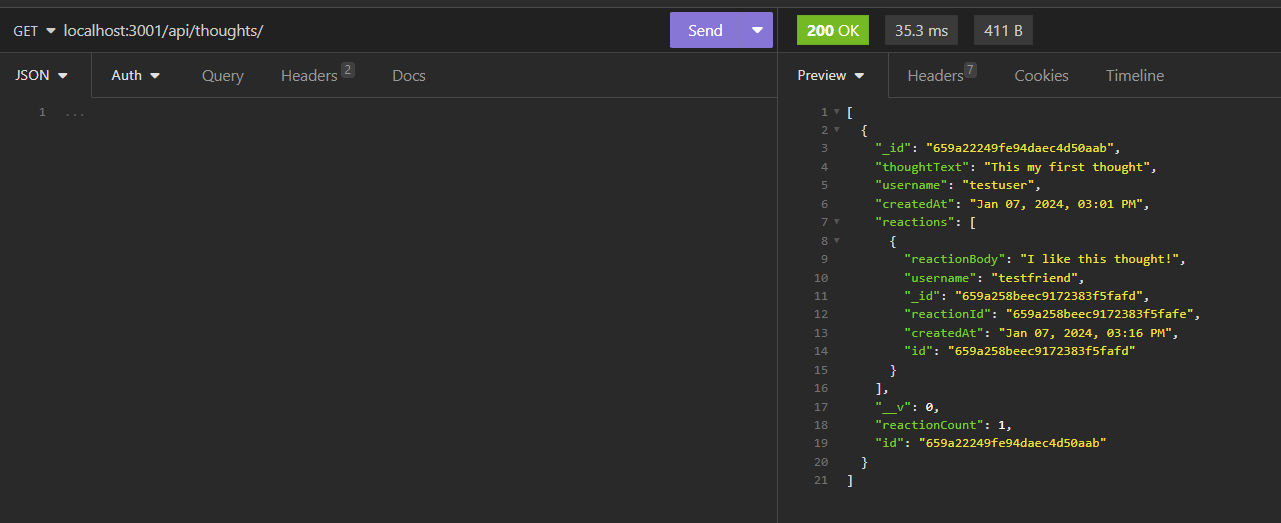 GET localhost:3001/api/thoughts/ Send 200 OK 35.3 ms 411 B
JSON Auth Query Headers 2 Docs Preview Headers 7 Cookies Timeline
1 ...
1 [
2 {
3 "_id": "659a22249fe94daec4d50aab",
4 "thoughtText": "This my first thought",
5 "username": "testuser",
6 "createdAt": "Jan 07, 2024, 03:01 PM",
7 "reactions": [
8 {
9 "reactionBody": "I like this thought!",
10 "username": "testfriend",
11 "_id": "659a258beec9172383f5fafd",
12 "reactionId": "659a258beec9172383f5fafe",
13 "createdAt": "Jan 07, 2024, 03:16 PM",
14 "id": "659a258beec9172383f5fafd"
15 }
16 ],
17 "__v": 0,
18 "reactionCount": 1,
19 "id": "659a22249fe94daec4d50aab"
20 }
21 ]